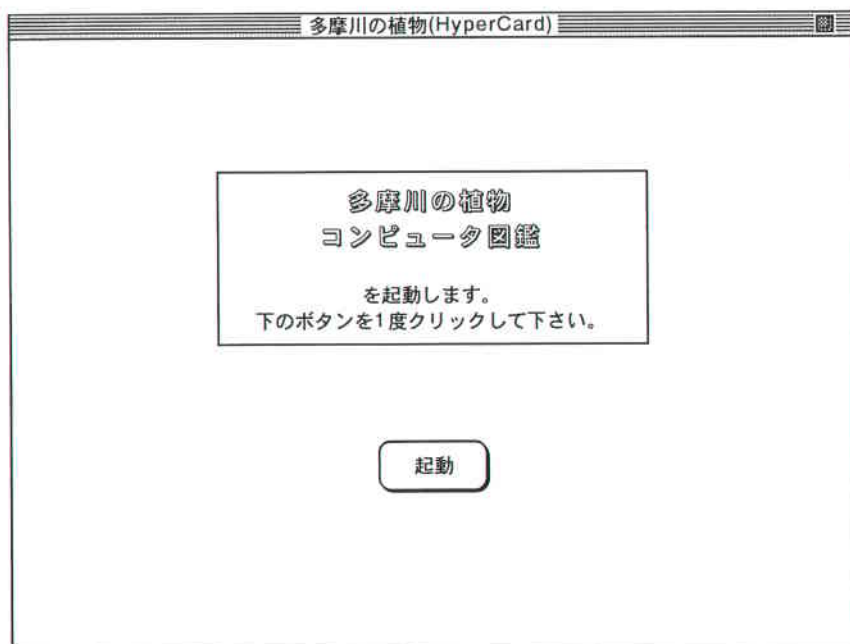 多摩川の植物(HyperCard)
多摩川の植物
コンピュータ図鑑
を起動します。
下のボタンを1度クリックして下さい。
起動